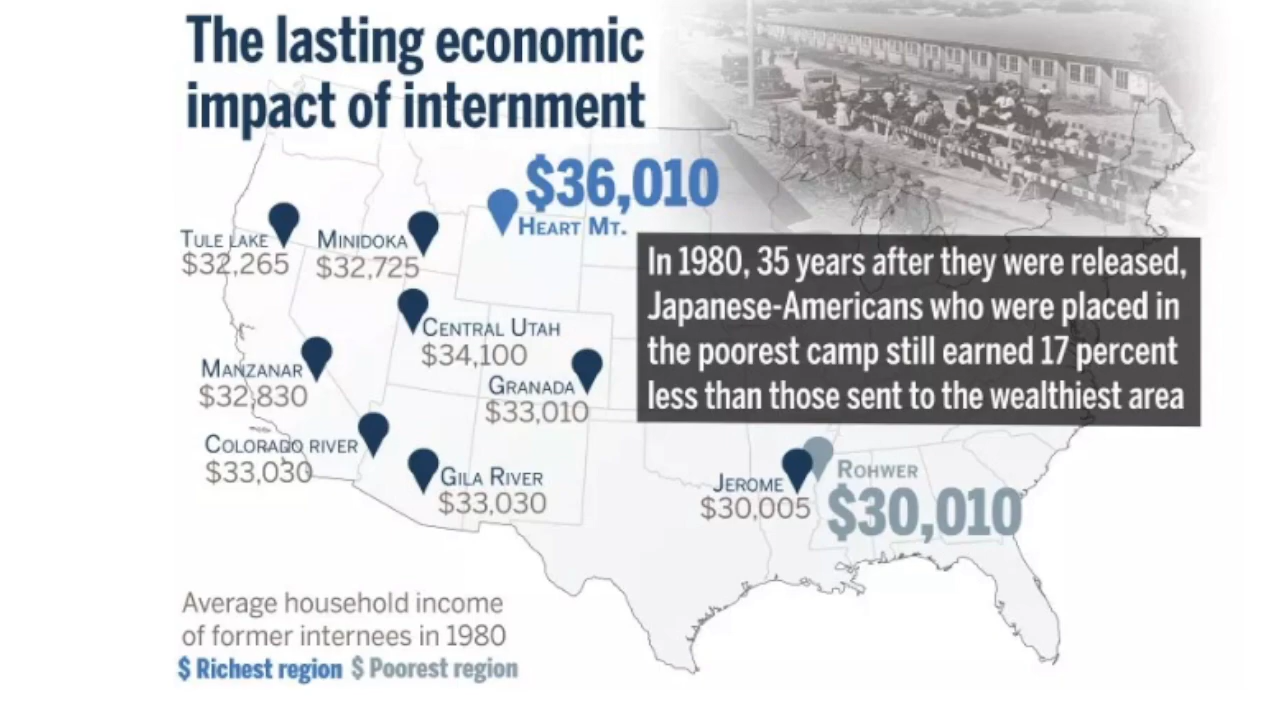 The lasting economic
impact of internment
$36,010
HEART MT.
TULE LAKE
$32,265
MINIDOKA
$32,725
In 1980, 35 years after they were released,
Japanese-Americans who were placed in
the poorest camp still earned 17 percent
less than those sent to the wealthiest area
CENTRAL UTAH
$34,100
MANZANAR
$32,830
GRANADA
$33,010
COLORADO RIVER
$33,030
GILA RIVER
$33,030
JEROME
$30,005
ROHWER
$30,010
Average household income
of former internees in 1980
$ Richest region $ Poorest region